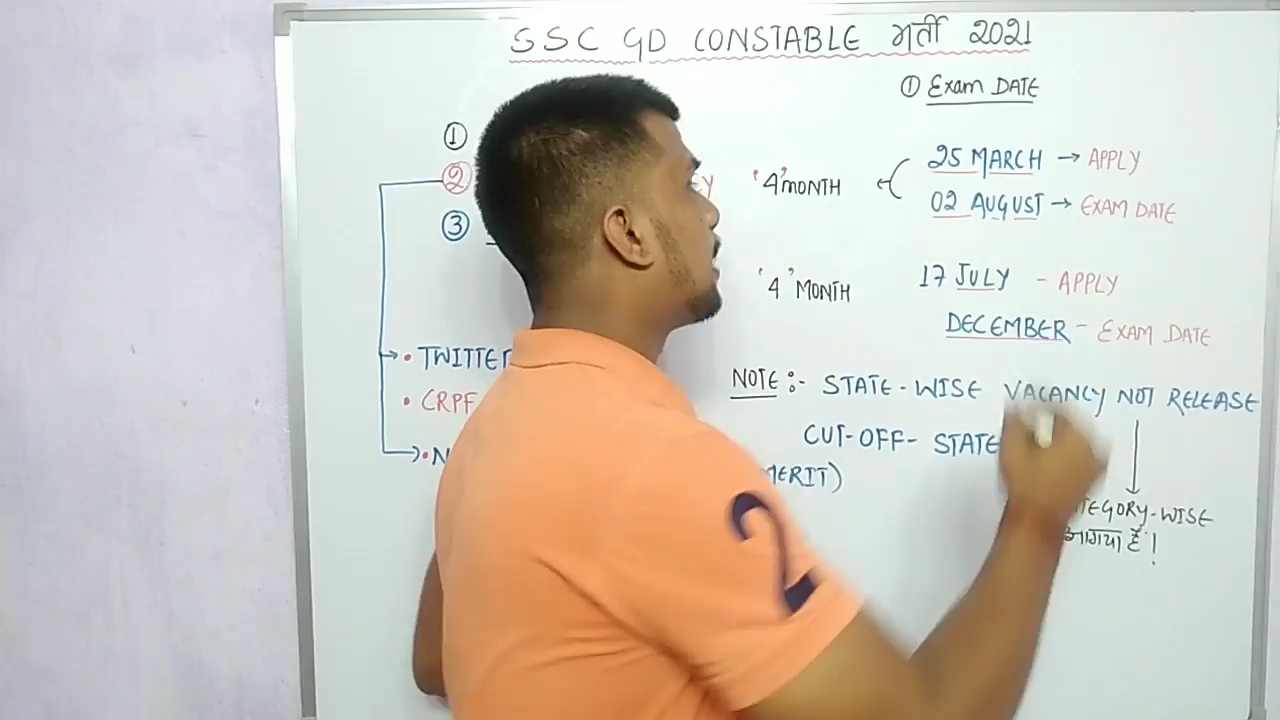 SSC GD CONSTABLE भर्ती 2021
① Exam DATE
①
②
③
'4' MONTH
25 MARCH → APPLY
02 AUGUST → EXAM DATE
'4' MONTH
17 JULY - APPLY
DECEMBER - EXAM DATE
• TWITTER
• CRPF
NOTE :- STATE-WISE VACANCY NOT RELEASE
CUT-OFF- STATE
MERIT)
TEGORY-WISE
आगया हैं!
2